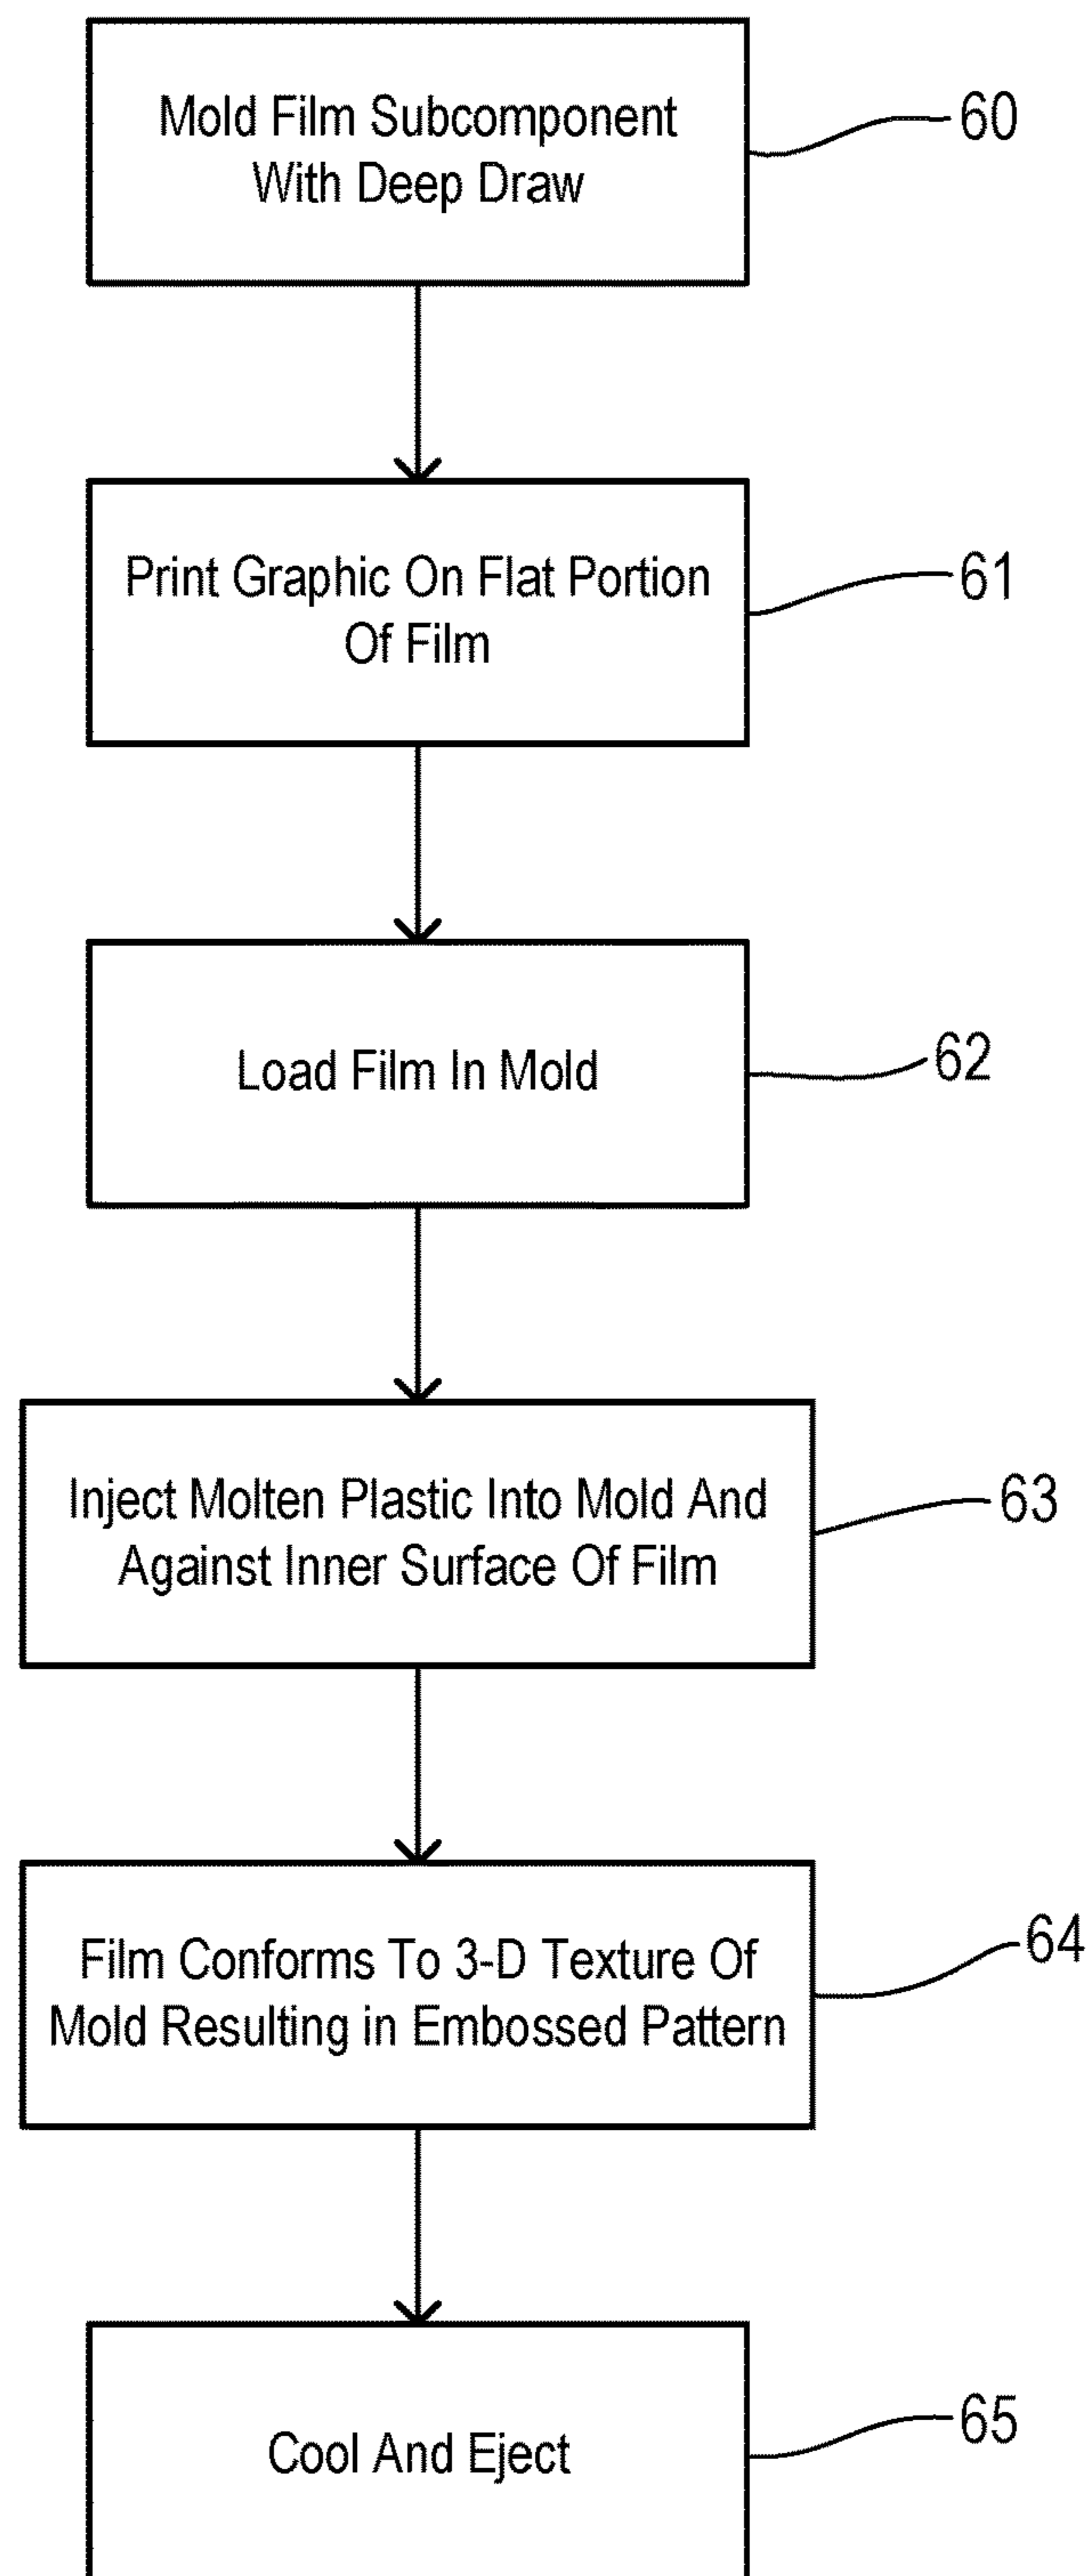 Mold Film Subcomponent
With Deep Draw
60
Print Graphic On Flat Portion
Of Film
61
Load Film In Mold
62
Inject Molten Plastic Into Mold And
Against Inner Surface Of Film
63
Film Conforms To 3-D Texture Of
Mold Resulting in Embossed Pattern
64
Cool And Eject
65